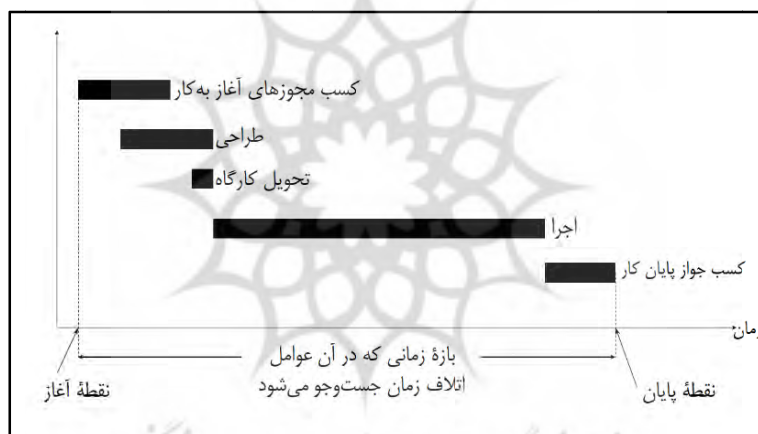 کسب مجوزهای آغاز به‌کار
طراحی
تحویل کارگاه
اجرا
کسب جواز پایان کار
بازهٔ زمانی که در آن عوامل
اتلاف زمان جست‌وجو می‌شود
نقطهٔ پایان
نقطهٔ آغاز